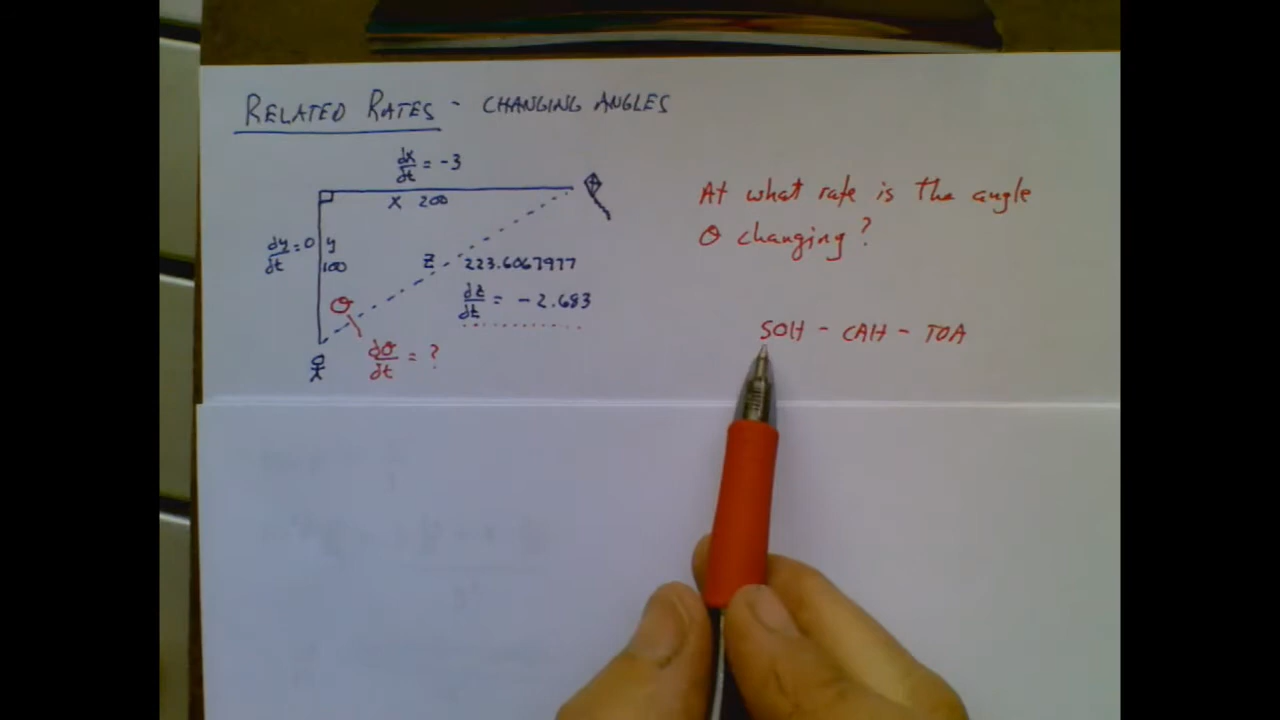 RELATED RATES - CHANGING ANGLES
dx/dt = -3
x 200
dy/dt = 0 y
100
z 223.6067977
dz/dt = -2.683
θ
dθ/dt = ?
At what rate is the angle
θ changing?
SOH - CAH - TOA